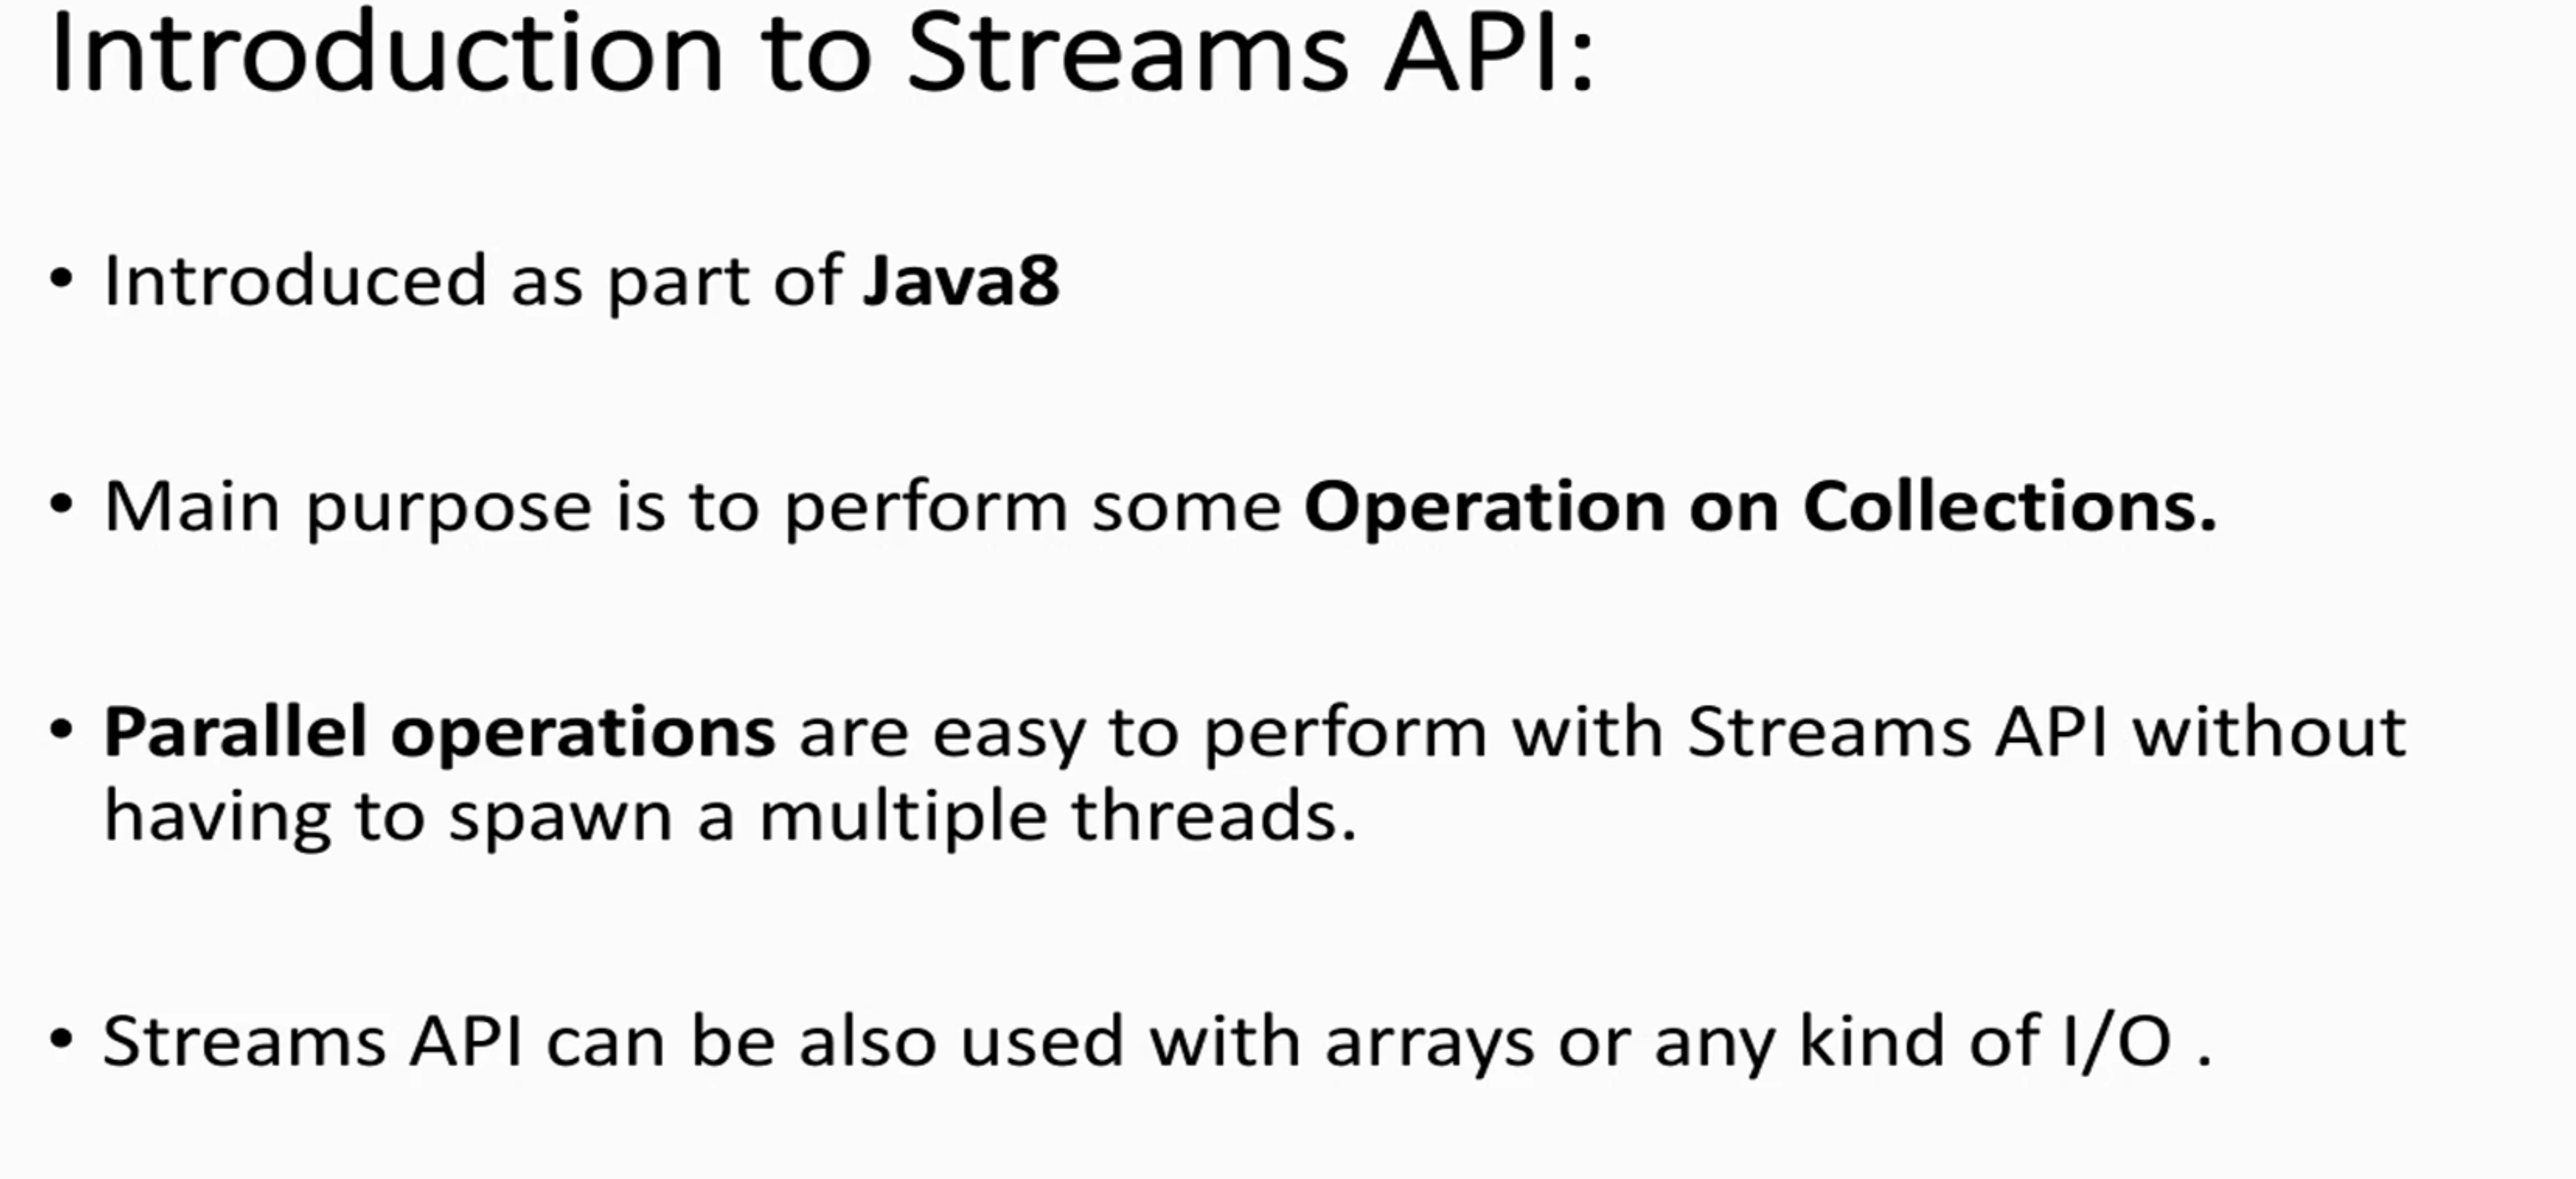 Introduction to Streams API:
• Introduced as part of Java8
• Main purpose is to perform some Operation on Collections.
• Parallel operations are easy to perform with Streams API without
having to spawn a multiple threads.
• Streams API can be also used with arrays or any kind of I/O .